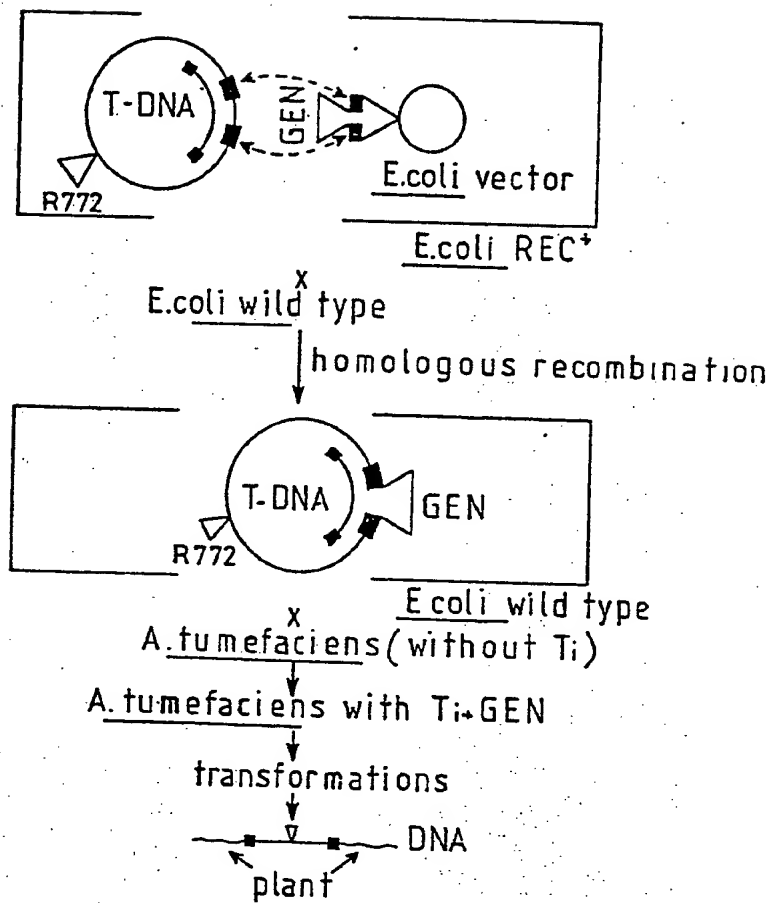 T-DNA
GEN
R772
E.coli vector
E.coli REC+
x
E.coli wild type
homologous recombination
T-DNA
GEN
R772
E coli wild type
x
A. tumefaciens (without Ti)
A. tumefaciens with Ti+GEN
transformations
DNA
plant